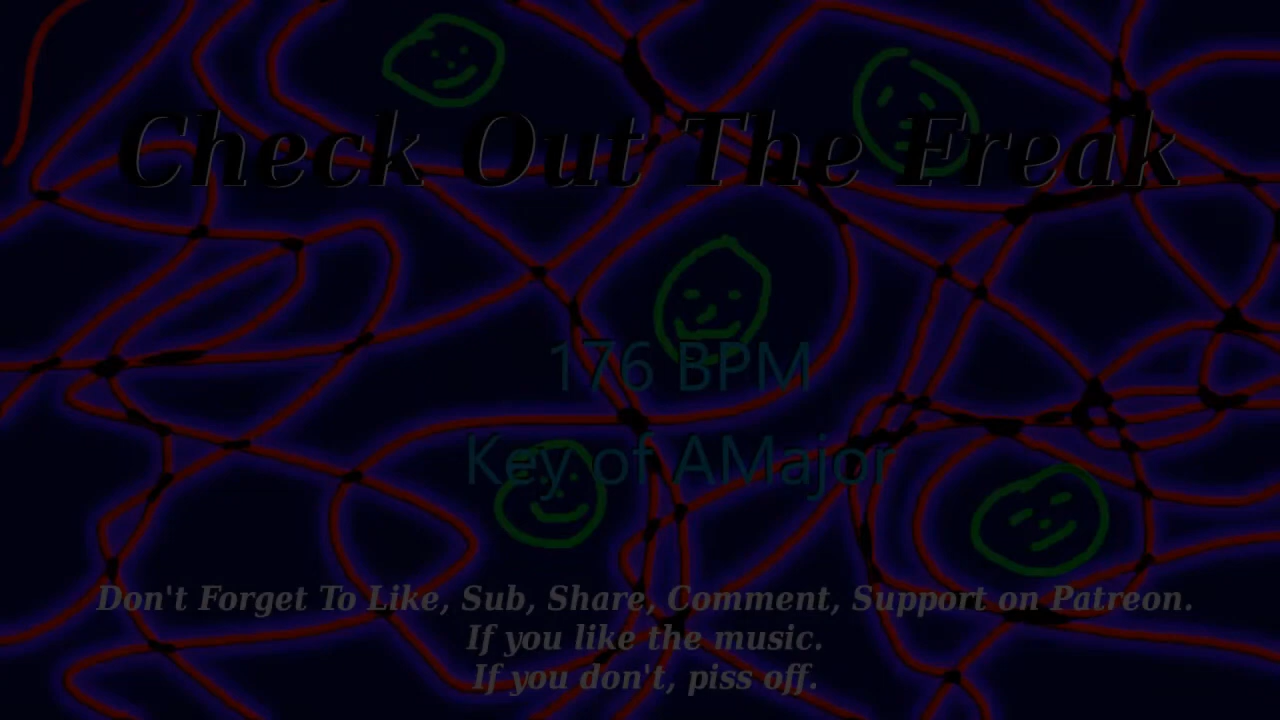 Check Out The Freak
176 BPM
Key of AMajor
Don't Forget To Like, Sub, Share, Comment, Support on Patreon.
If you like the music.
If you don't, piss off.